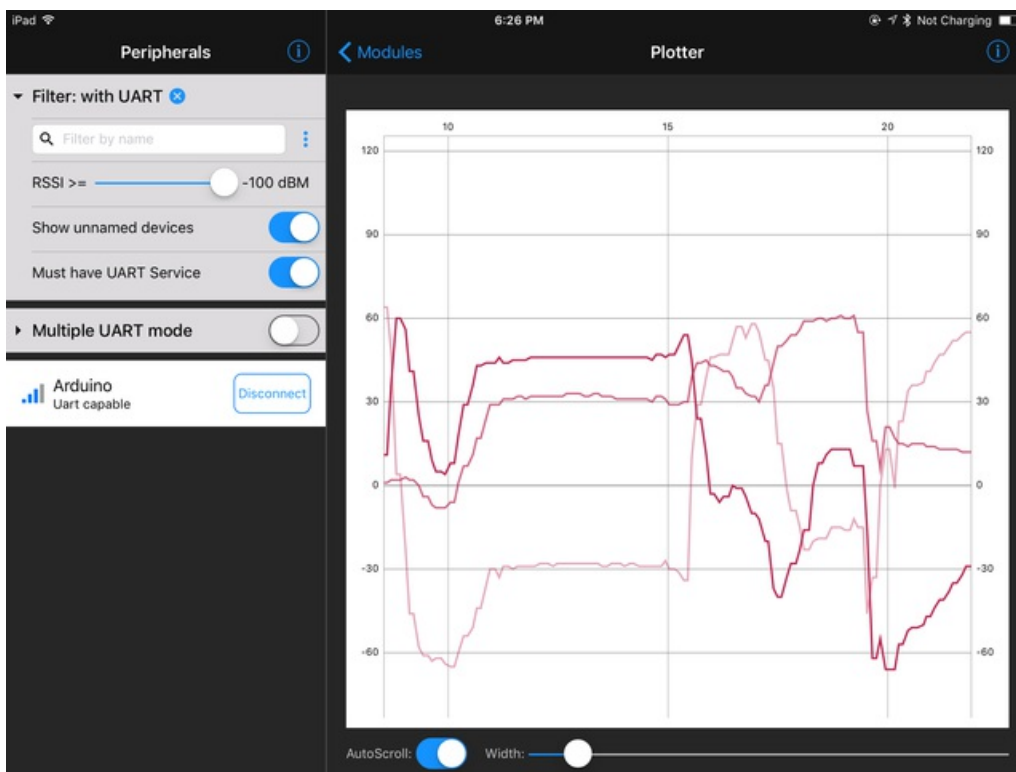 iPad 6:26 PM Not Charging
Peripherals
Modules Plotter
Filter: with UART
Filter by name
RSSI >= -100 dBM
Show unnamed devices
Must have UART Service
Multiple UART mode
Arduino
Uart capable
Disconnect
10 15 20
120 120
90 90
60 60
30 30
0 0
-30 -30
-60 -60
AutoScroll: Width: